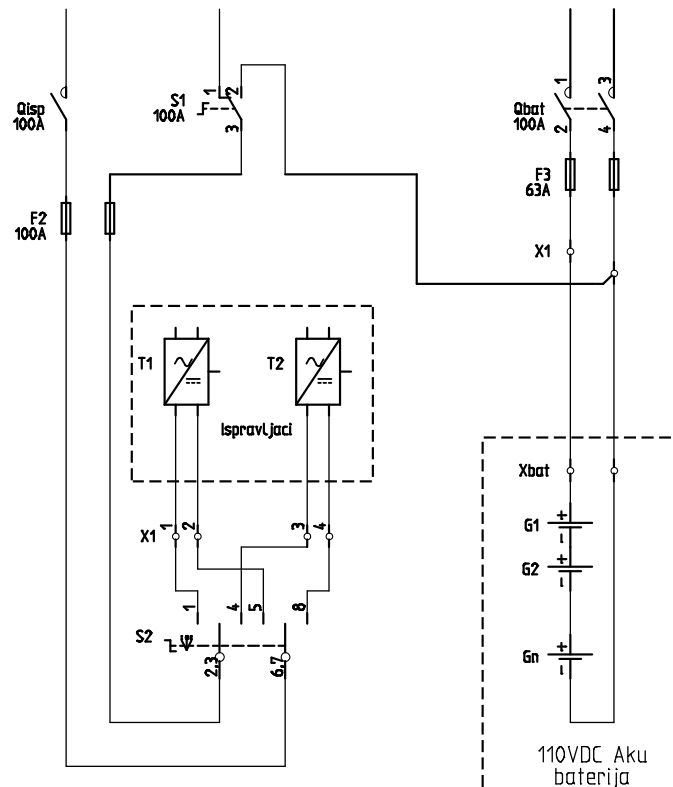 1
2
S1
100A
3
Qisp
100A
1
3
Qbat
100A
2
4
F2
100A
F3
63A
X1
T1
T2
Ispravljaci
X1
1
2
3
4
Xbat
G1
G2
Gn
1
4
5
8
S2
2,3
6,7
110VDC Aku
baterija